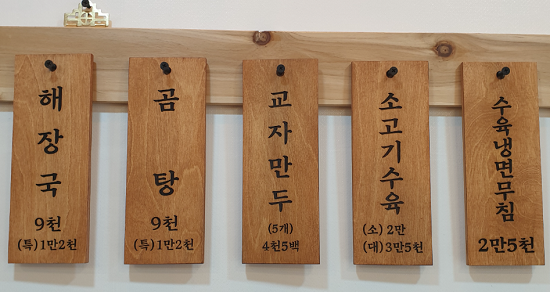 해장국
9천
(특)1만2천
곰탕
9천
(특)1만2천
교자만두
(5개)
4천5백
소고기수육
(소)2만
(대)3만5천
수육냉면무침
2만5천